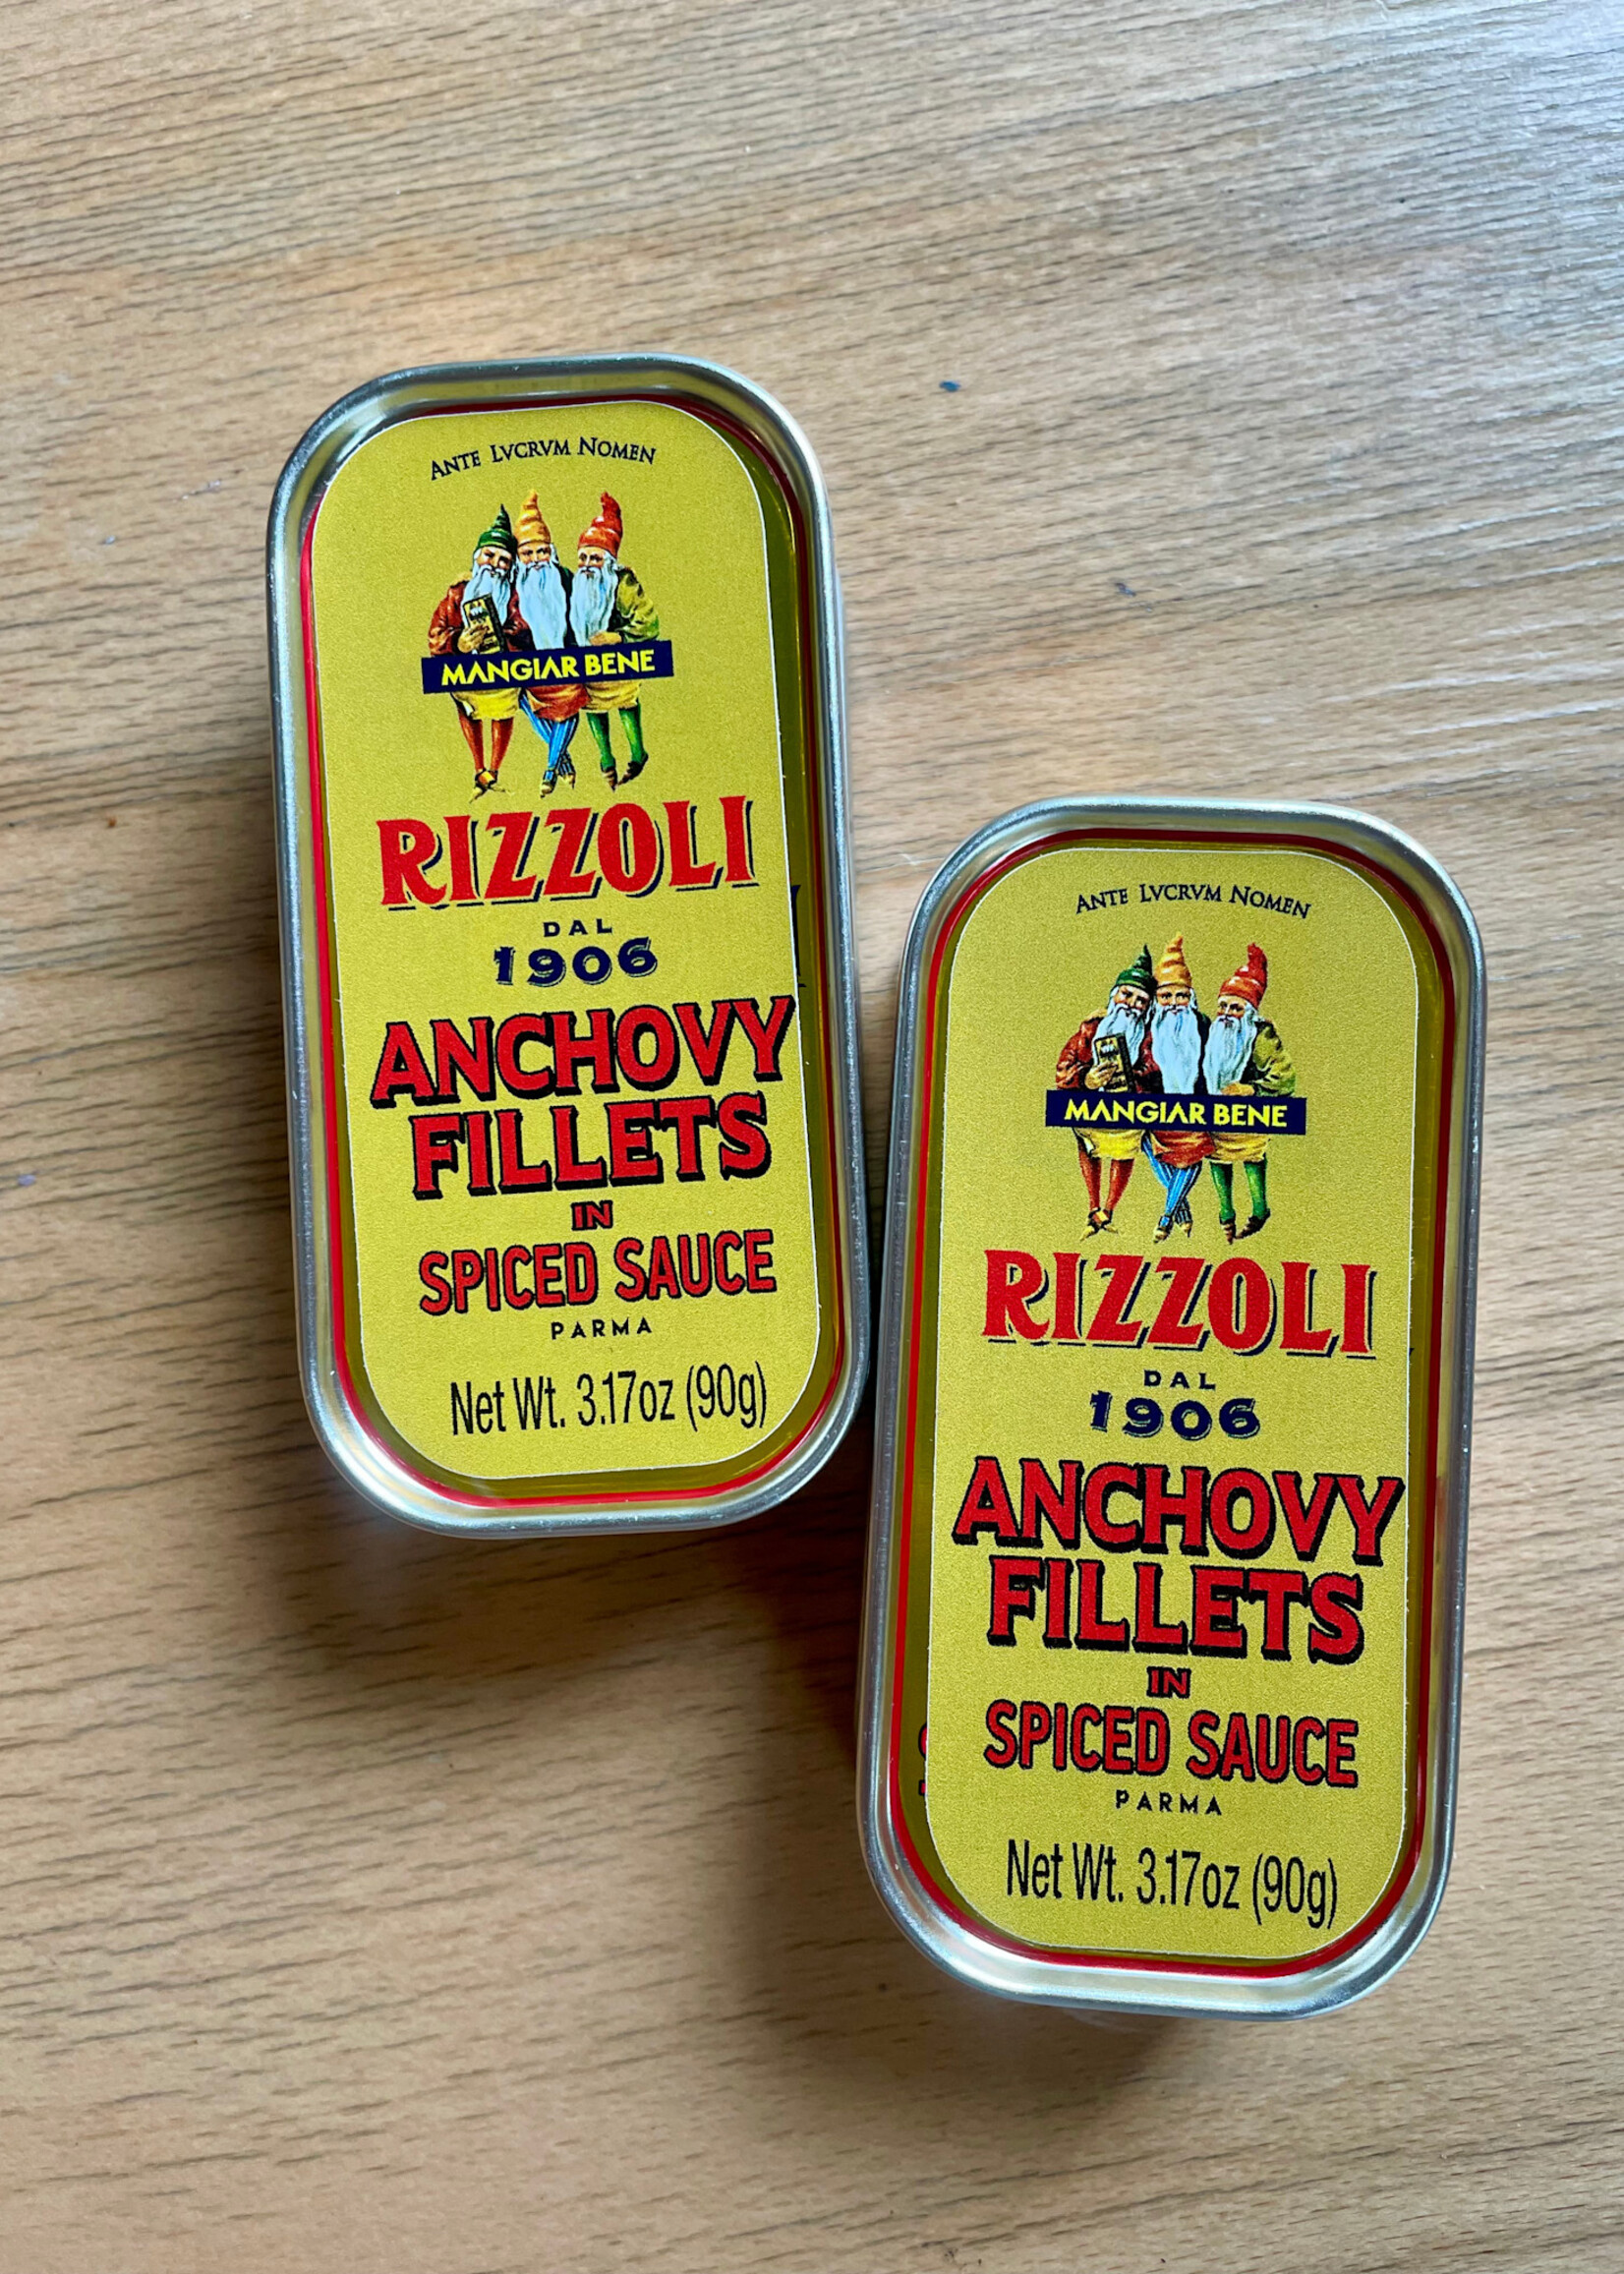 ANTE LVCRVM NOMEN
MANGIAR BENE
RIZZOLI
DAL
1906
ANCHOVY
FILLETS
IN
SPICED SAUCE
PARMA
Net Wt. 3.17oz (90g)
ANTE LVCRVM NOMEN
MANGIAR BENE
RIZZOLI
DAL
1906
ANCHOVY
FILLETS
IN
SPICED SAUCE
PARMA
Net Wt. 3.17oz (90g)